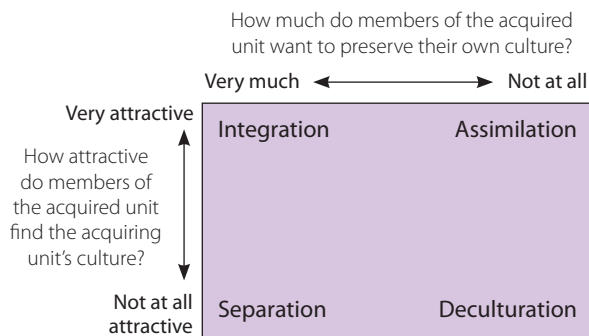 How much do members of the acquired
unit want to preserve their own culture?
Very much
Not at all
Very attractive
Integration
Assimilation
How attractive
do members of
the acquired unit
find the acquiring
unit's culture?
Not at all
attractive
Separation
Deculturation